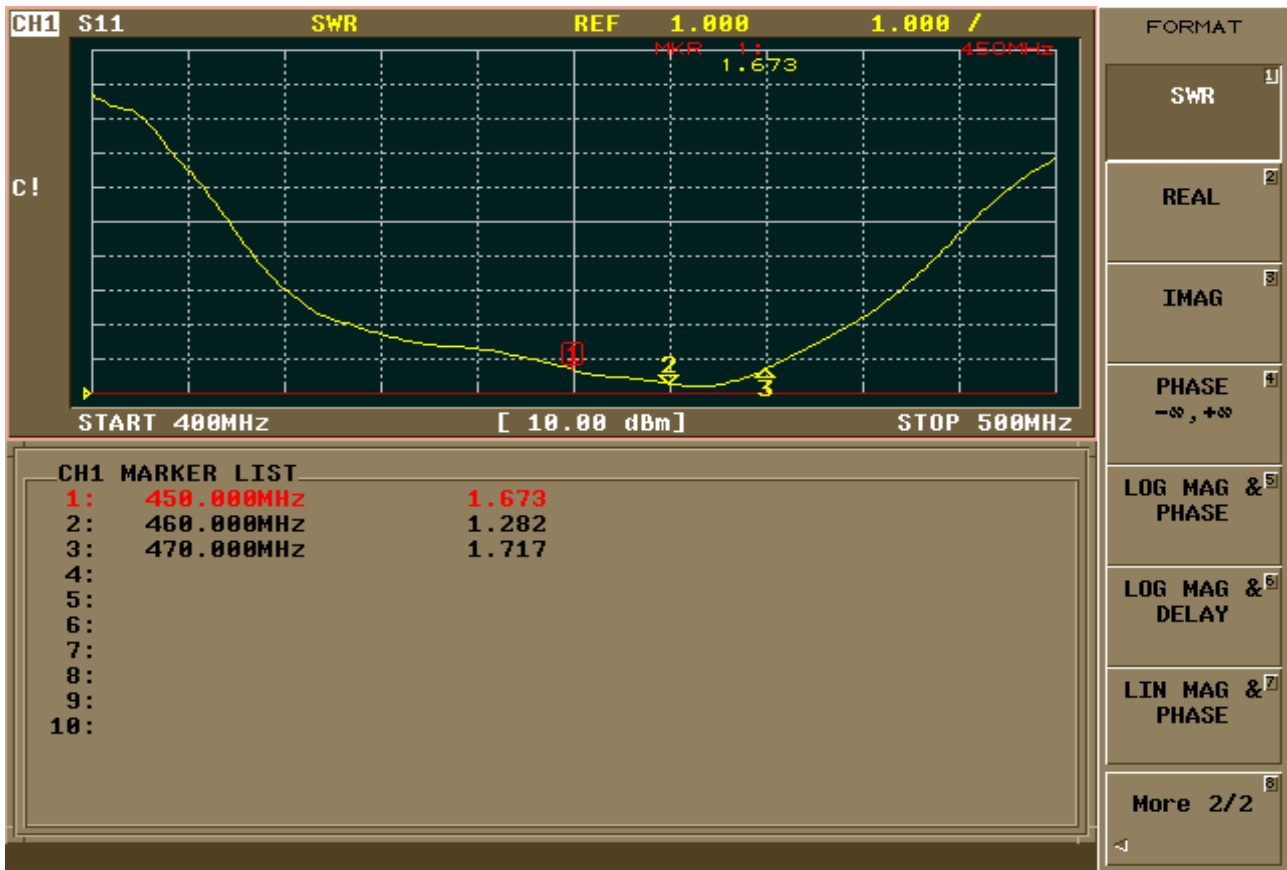 CH1 S11 SWR REF 1.000 1.000 /
MKR 1: 450MHz
1.673
C!
1
2
3
START 400MHz [ 10.00 dBm] STOP 500MHz
CH1 MARKER LIST
1: 450.000MHz 1.673
2: 460.000MHz 1.282
3: 470.000MHz 1.717
4:
5:
6:
7:
8:
9:
10:
FORMAT
1
SWR
2
REAL
3
IMAG
4
PHASE
-∞,+∞
5
LOG MAG &
PHASE
6
LOG MAG &
DELAY
7
LIN MAG &
PHASE
8
More 2/2